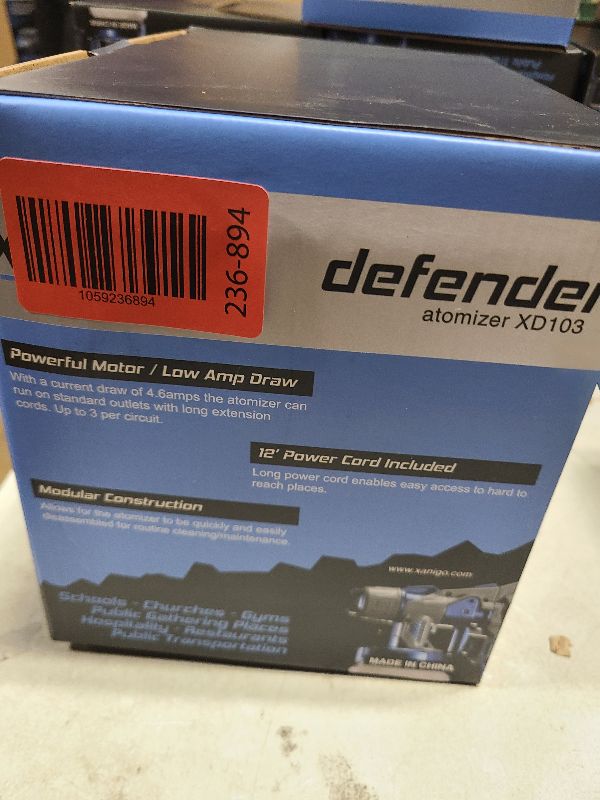 1059236894
236-894
defender
atomizer XD103
Powerful Motor / Low Amp Draw
With a current draw of 4.6amps the atomizer can
run on standard outlets with long extension
cords. Up to 3 per circuit.
12' Power Cord Included
Long power cord enables easy access to hard to
reach places.
Modular Construction
Allows for the atomizer to be quickly and easily
disassembled for routine cleaning/maintenance.
www.xanigo.com
Schools - Churches - Gyms
Public Gathering Places
Hospitality - Restaurants
Public Transportation
MADE IN CHINA